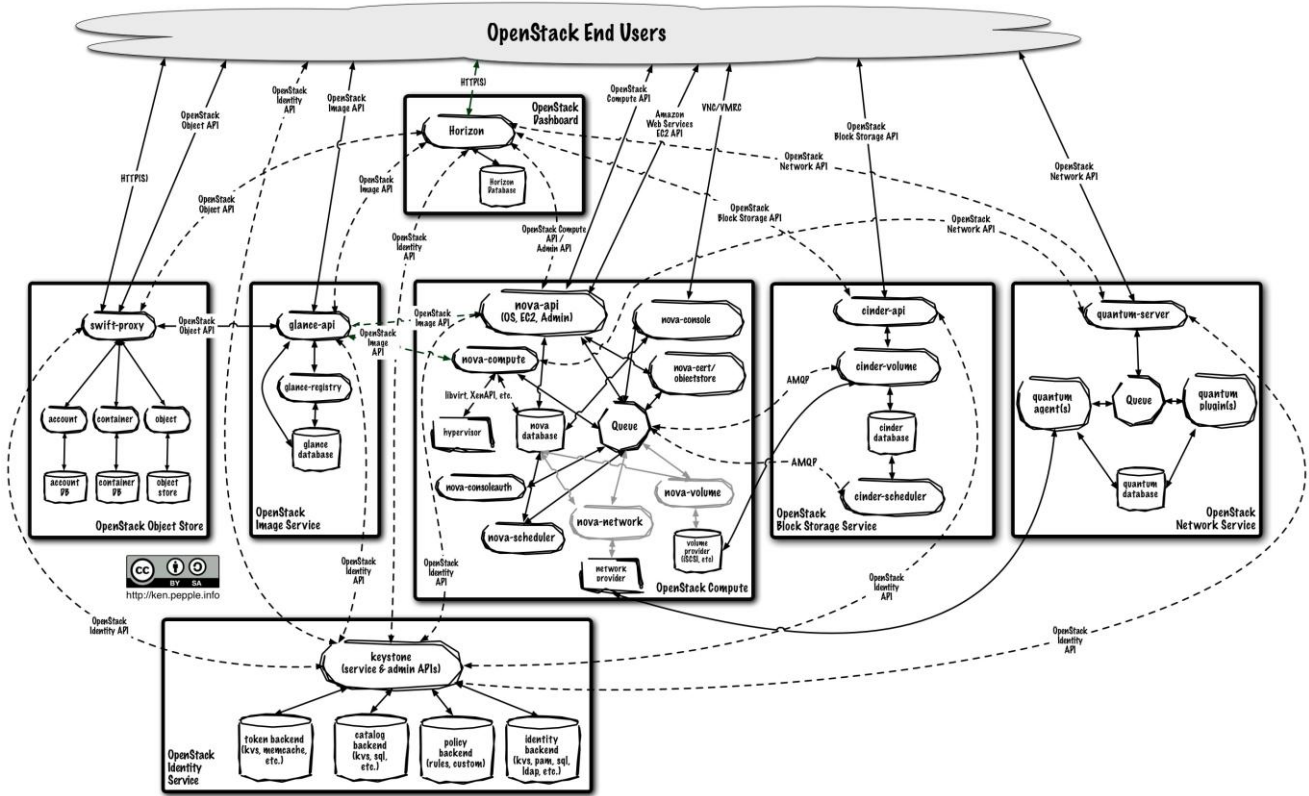 OpenStack End Users
HTTP(S)
OpenStack
Object API
OpenStack
Identity
API
OpenStack
Image API
HTTP(S)
OpenStack
Compute API
Amazon
Web Services
EC2 API
VNC/VMRC
OpenStack
Block Storage API
OpenStack
Network API
OpenStack
Dashboard
Horizon
Horizon
Database
OpenStack
Object API
OpenStack
Image API
OpenStack
Identity
API
OpenStack Compute
API /
Admin API
OpenStack
Block Storage API
OpenStack
Network API
OpenStack
Network API
swift-proxy
account
container
object
account
DB
container
DB
object
store
OpenStack Object Store
OpenStack
Object API
glance-api
glance-registry
glance
database
OpenStack
Image Service
OpenStack
Image API
OpenStack
Image
API
nova-api
(OS, EC2, Admin)
nova-console
nova-compute
nova-cert/
objectstore
libvirt, XenAPI, etc.
hypervisor
nova
database
Queue
nova-consoleauth
nova-volume
nova-network
nova-scheduler
volume
provider
(iSCSI, etc)
network
provider
OpenStack Compute
AMQP
AMQP
cinder-api
cinder-volume
cinder
database
cinder-scheduler
OpenStack
Block Storage Service
quantum-server
quantum
agent(s)
Queue
quantum
plugin(s)
quantum
database
OpenStack
Network Service
cc
BY SA
http://ken.pepple.info
OpenStack
Identity API
OpenStack
Identity
API
OpenStack
Identity
API
OpenStack
Identity
API
OpenStack
Identity
API
keystone
(service & admin APIs)
token backend
(kvs, memcache,
etc.)
catalog
backend
(kvs, sql,
etc.)
policy
backend
(rules, custom)
identity
backend
(kvs, pam, sql,
ldap, etc.)
OpenStack
Identity
Service